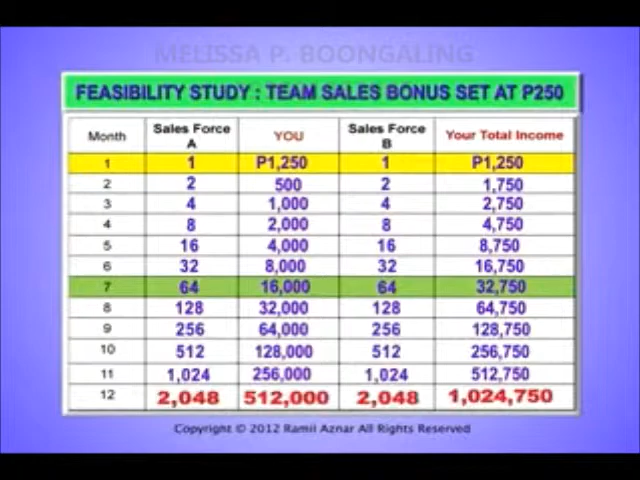 MELISSA P. BOONGALING
FEASIBILITY STUDY : TEAM SALES BONUS SET AT P250
Month Sales Force A YOU Sales Force B Your Total Income
1 1 P1,250 1 P1,250
2 2 500 2 1,750
3 4 1,000 4 2,750
4 8 2,000 8 4,750
5 16 4,000 16 8,750
6 32 8,000 32 16,750
7 64 16,000 64 32,750
8 128 32,000 128 64,750
9 256 64,000 256 128,750
10 512 128,000 512 256,750
11 1,024 256,000 1,024 512,750
12 2,048 512,000 2,048 1,024,750
Copyright © 2012 Ramil Aznar All Rights Reserved